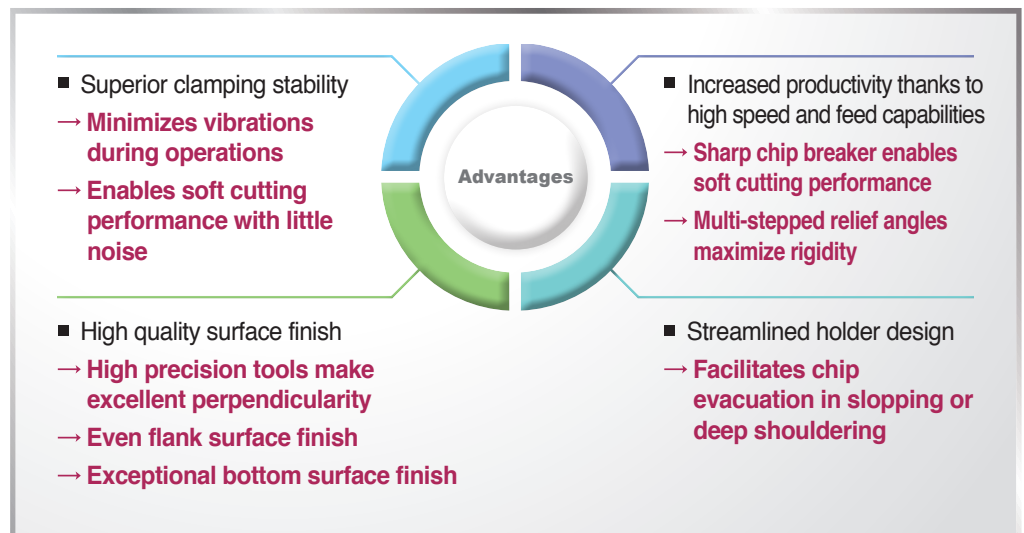 ■ Superior clamping stability
→ Minimizes vibrations
during operations
→ Enables soft cutting
performance with little
noise
Advantages
■ Increased productivity thanks to
high speed and feed capabilities
→ Sharp chip breaker enables
soft cutting performance
→ Multi-stepped relief angles
maximize rigidity
■ High quality surface finish
→ High precision tools make
excellent perpendicularity
→ Even flank surface finish
→ Exceptional bottom surface finish
■ Streamlined holder design
→ Facilitates chip
evacuation in slopping or
deep shouldering